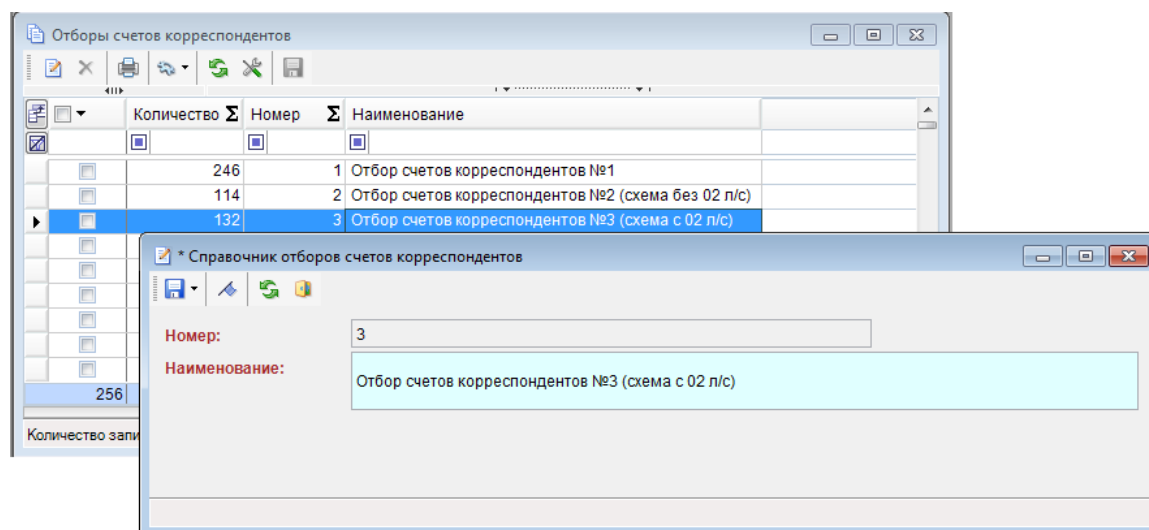 Отборы счетов корреспондентов
Количество Σ Номер Σ Наименование
246 1 Отбор счетов корреспондентов №1
114 2 Отбор счетов корреспондентов №2 (схема без 02 л/с)
132 3 Отбор счетов корреспондентов №3 (схема с 02 л/с)
* Справочник отборов счетов корреспондентов
Номер: 3
Наименование: Отбор счетов корреспондентов №3 (схема с 02 л/с)
256
Количество запи